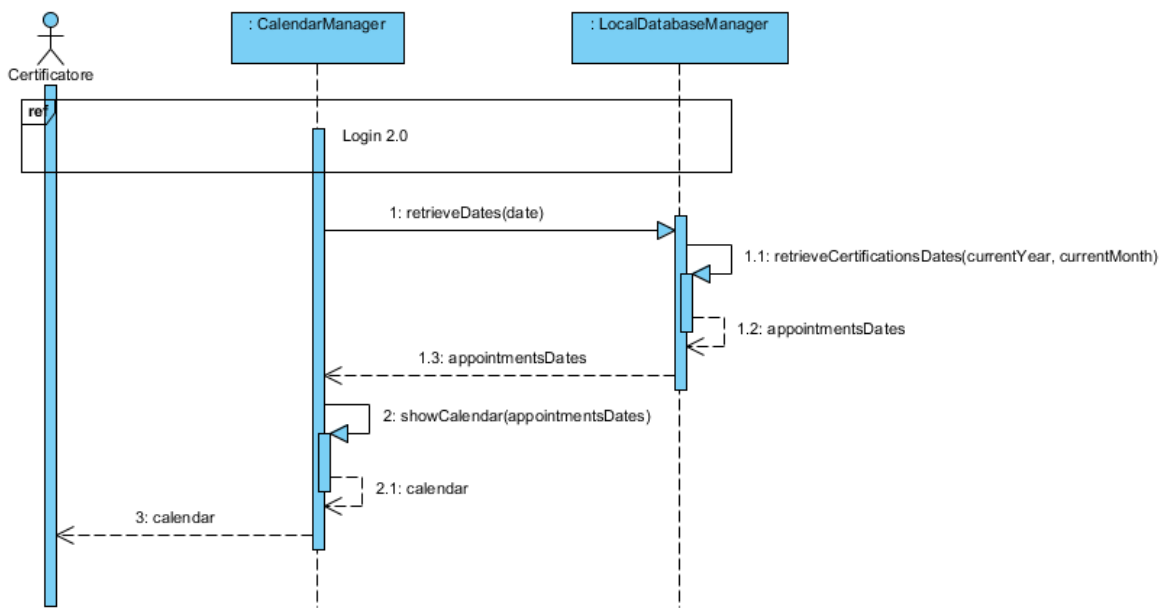 : CalendarManager
: LocalDatabaseManager
Certificatore
ref
Login 2.0
1: retrieveDates(date)
1.1: retrieveCertificationsDates(currentYear, currentMonth)
1.2: appointmentsDates
1.3: appointmentsDates
2: showCalendar(appointmentsDates)
2.1: calendar
3: calendar